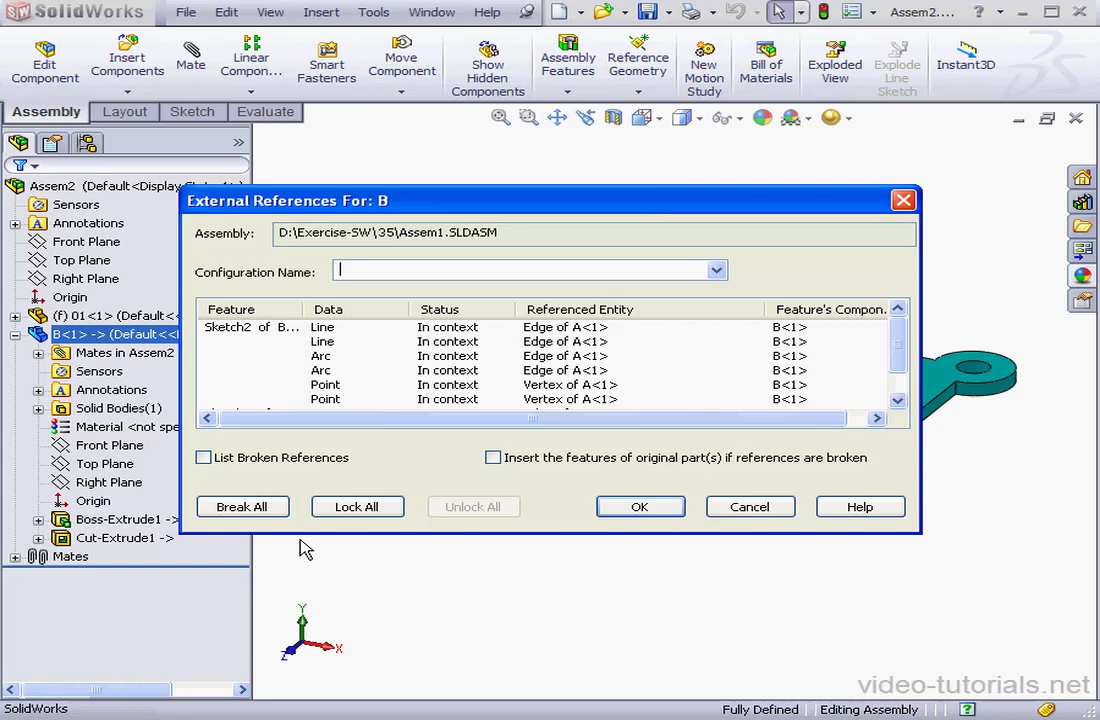 SW SolidWorks File Edit View Insert Tools Window Help Assem2.... ?
Edit Component
Insert Components
Mate
Linear Compon...
Smart Fasteners
Move Component
Show Hidden Components
Assembly Features
Reference Geometry
New Motion Study
Bill of Materials
Exploded View
Explode Line Sketch
Instant3D
Assembly Layout Sketch Evaluate
Assem2 (Default<Display
Sensors
Annotations
Front Plane
Top Plane
Right Plane
Origin
(f) 01<1> (Default<
B<1> -> (Default<<
Mates in Assem2
Sensors
Annotations
Solid Bodies(1)
Material <not spe
Front Plane
Top Plane
Right Plane
Origin
Boss-Extrude1 ->
Cut-Extrude1 ->
Mates
External References For: B
Assembly: D:\Exercise-SW\35\Assem1.SLDASM
Configuration Name:
Feature Data Status Referenced Entity Feature's Compon.
Sketch2 of B... Line In context Edge of A<1> B<1>
Line In context Edge of A<1> B<1>
Arc In context Edge of A<1> B<1>
Arc In context Edge of A<1> B<1>
Point In context Vertex of A<1> B<1>
Point In context Vertex of A<1> B<1>
List Broken References Insert the features of original part(s) if references are broken
Break All Lock All Unlock All OK Cancel Help
Y
X
Z
video-tutorials.net
SolidWorks Fully Defined Editing Assembly ?